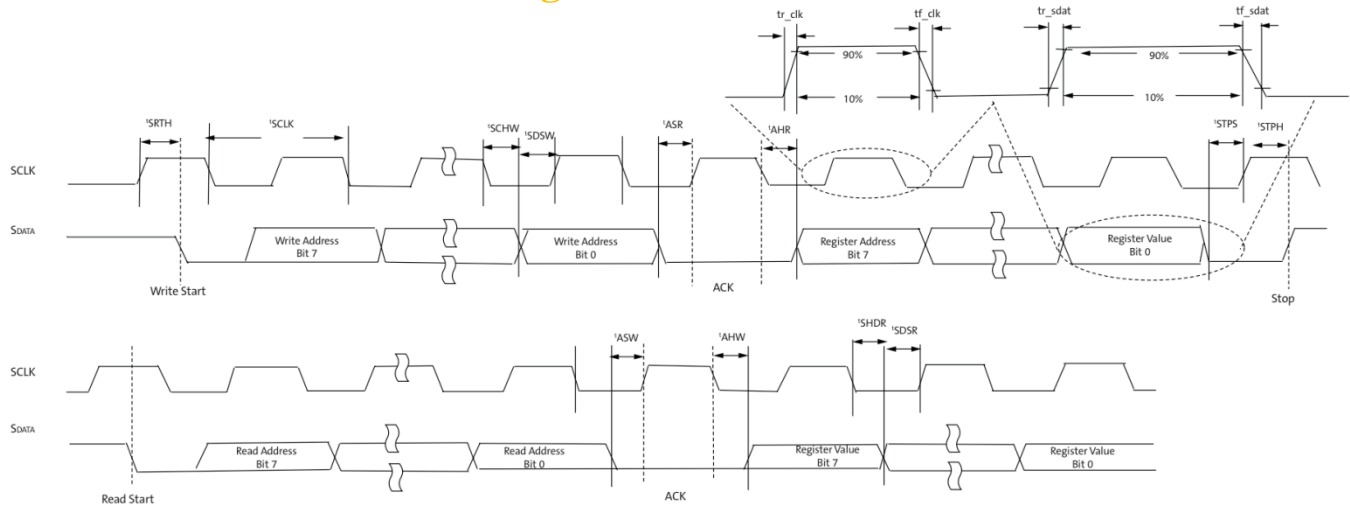 tr_clk
tf_clk
tr_sdat
tf_sdat
90%
90%
10%
10%
tSRTH
tSCLK
tSCHW
tSDSW
tASR
tAHR
tSTPS
tSTPH
SCLK
SDATA
Write Address
Bit 7
Write Address
Bit 0
Register Address
Bit 7
Register Value
Bit 0
Write Start
ACK
Stop
tASW
tAHW
tSHDR
tSDSR
SCLK
SDATA
Read Address
Bit 7
Read Address
Bit 0
Register Value
Bit 7
Register Value
Bit 0
Read Start
ACK